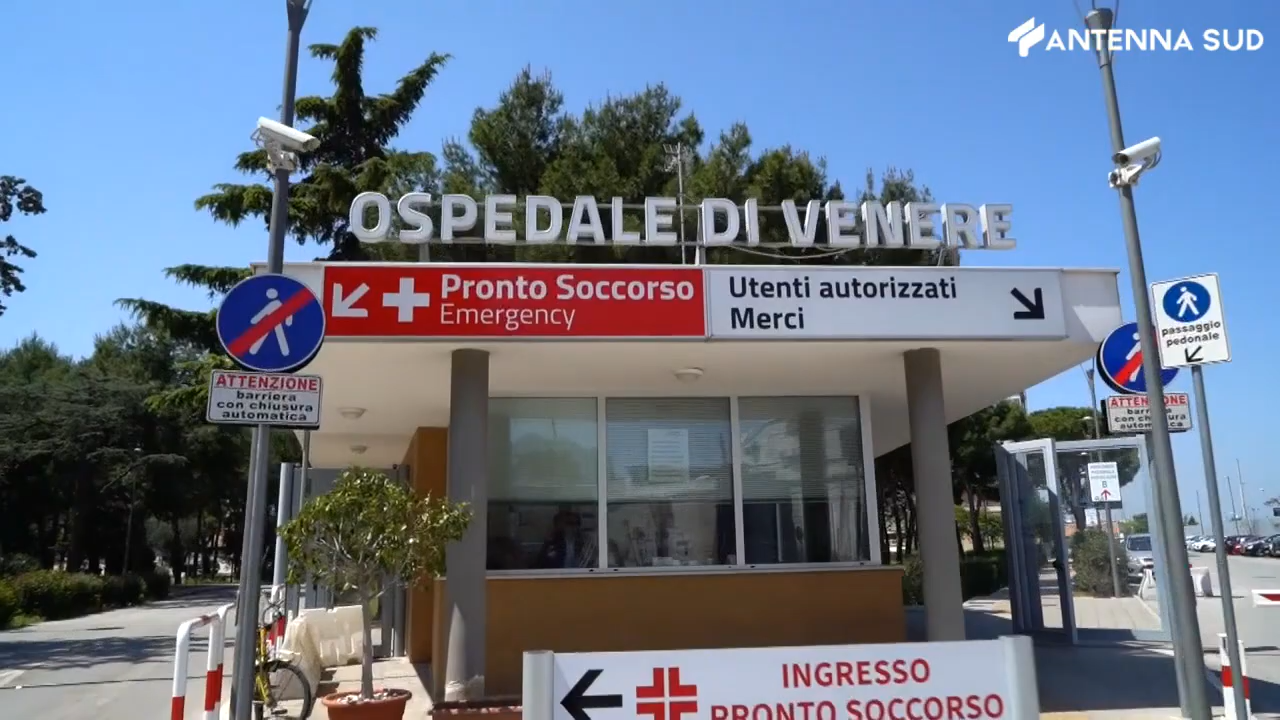 ANTENNA SUD
OSPEDALE DI VENERE
Pronto Soccorso
Emergency
Utenti autorizzati
Merci
ATTENZIONE
barriera
con chiusura
automatica
passaggio
pedonale
ATTENZIONE
barriera
con chiusura
automatica
INGRESSO
PRONTO SOCCORSO